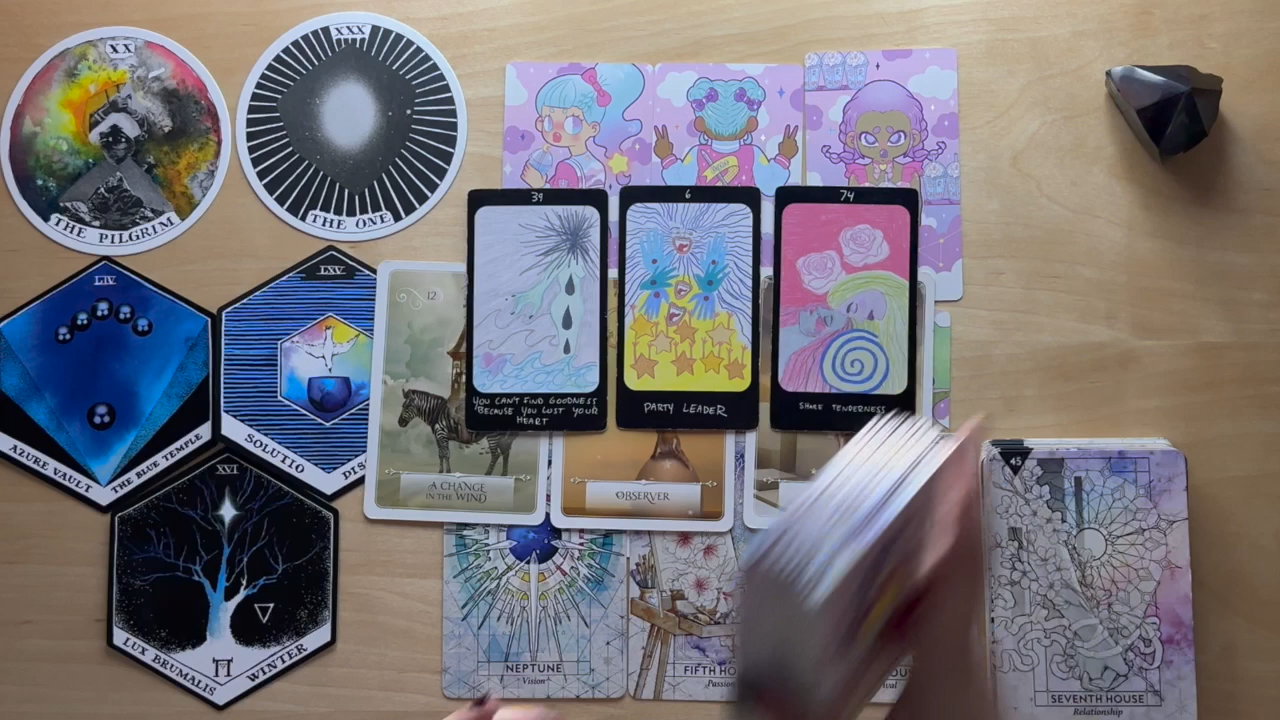 XX
THE PILGRIM
XXX
THE ONE
LIV
AZURE VAULT
THE BLUE TEMPLE
LXV
SOLUTIO
XVI
LUX BRUMALIS
WINTER
39
YOU CAN'T FIND GOODNESS
BECAUSE YOU LOST YOUR
HEART
6
PARTY LEADER
74
SHARE TENDERNESS
12
A CHANGE
IN THE WIND
OBSERVER
NEPTUNE
Vision
FIFTH
45
SEVENTH HOUSE
Relationship